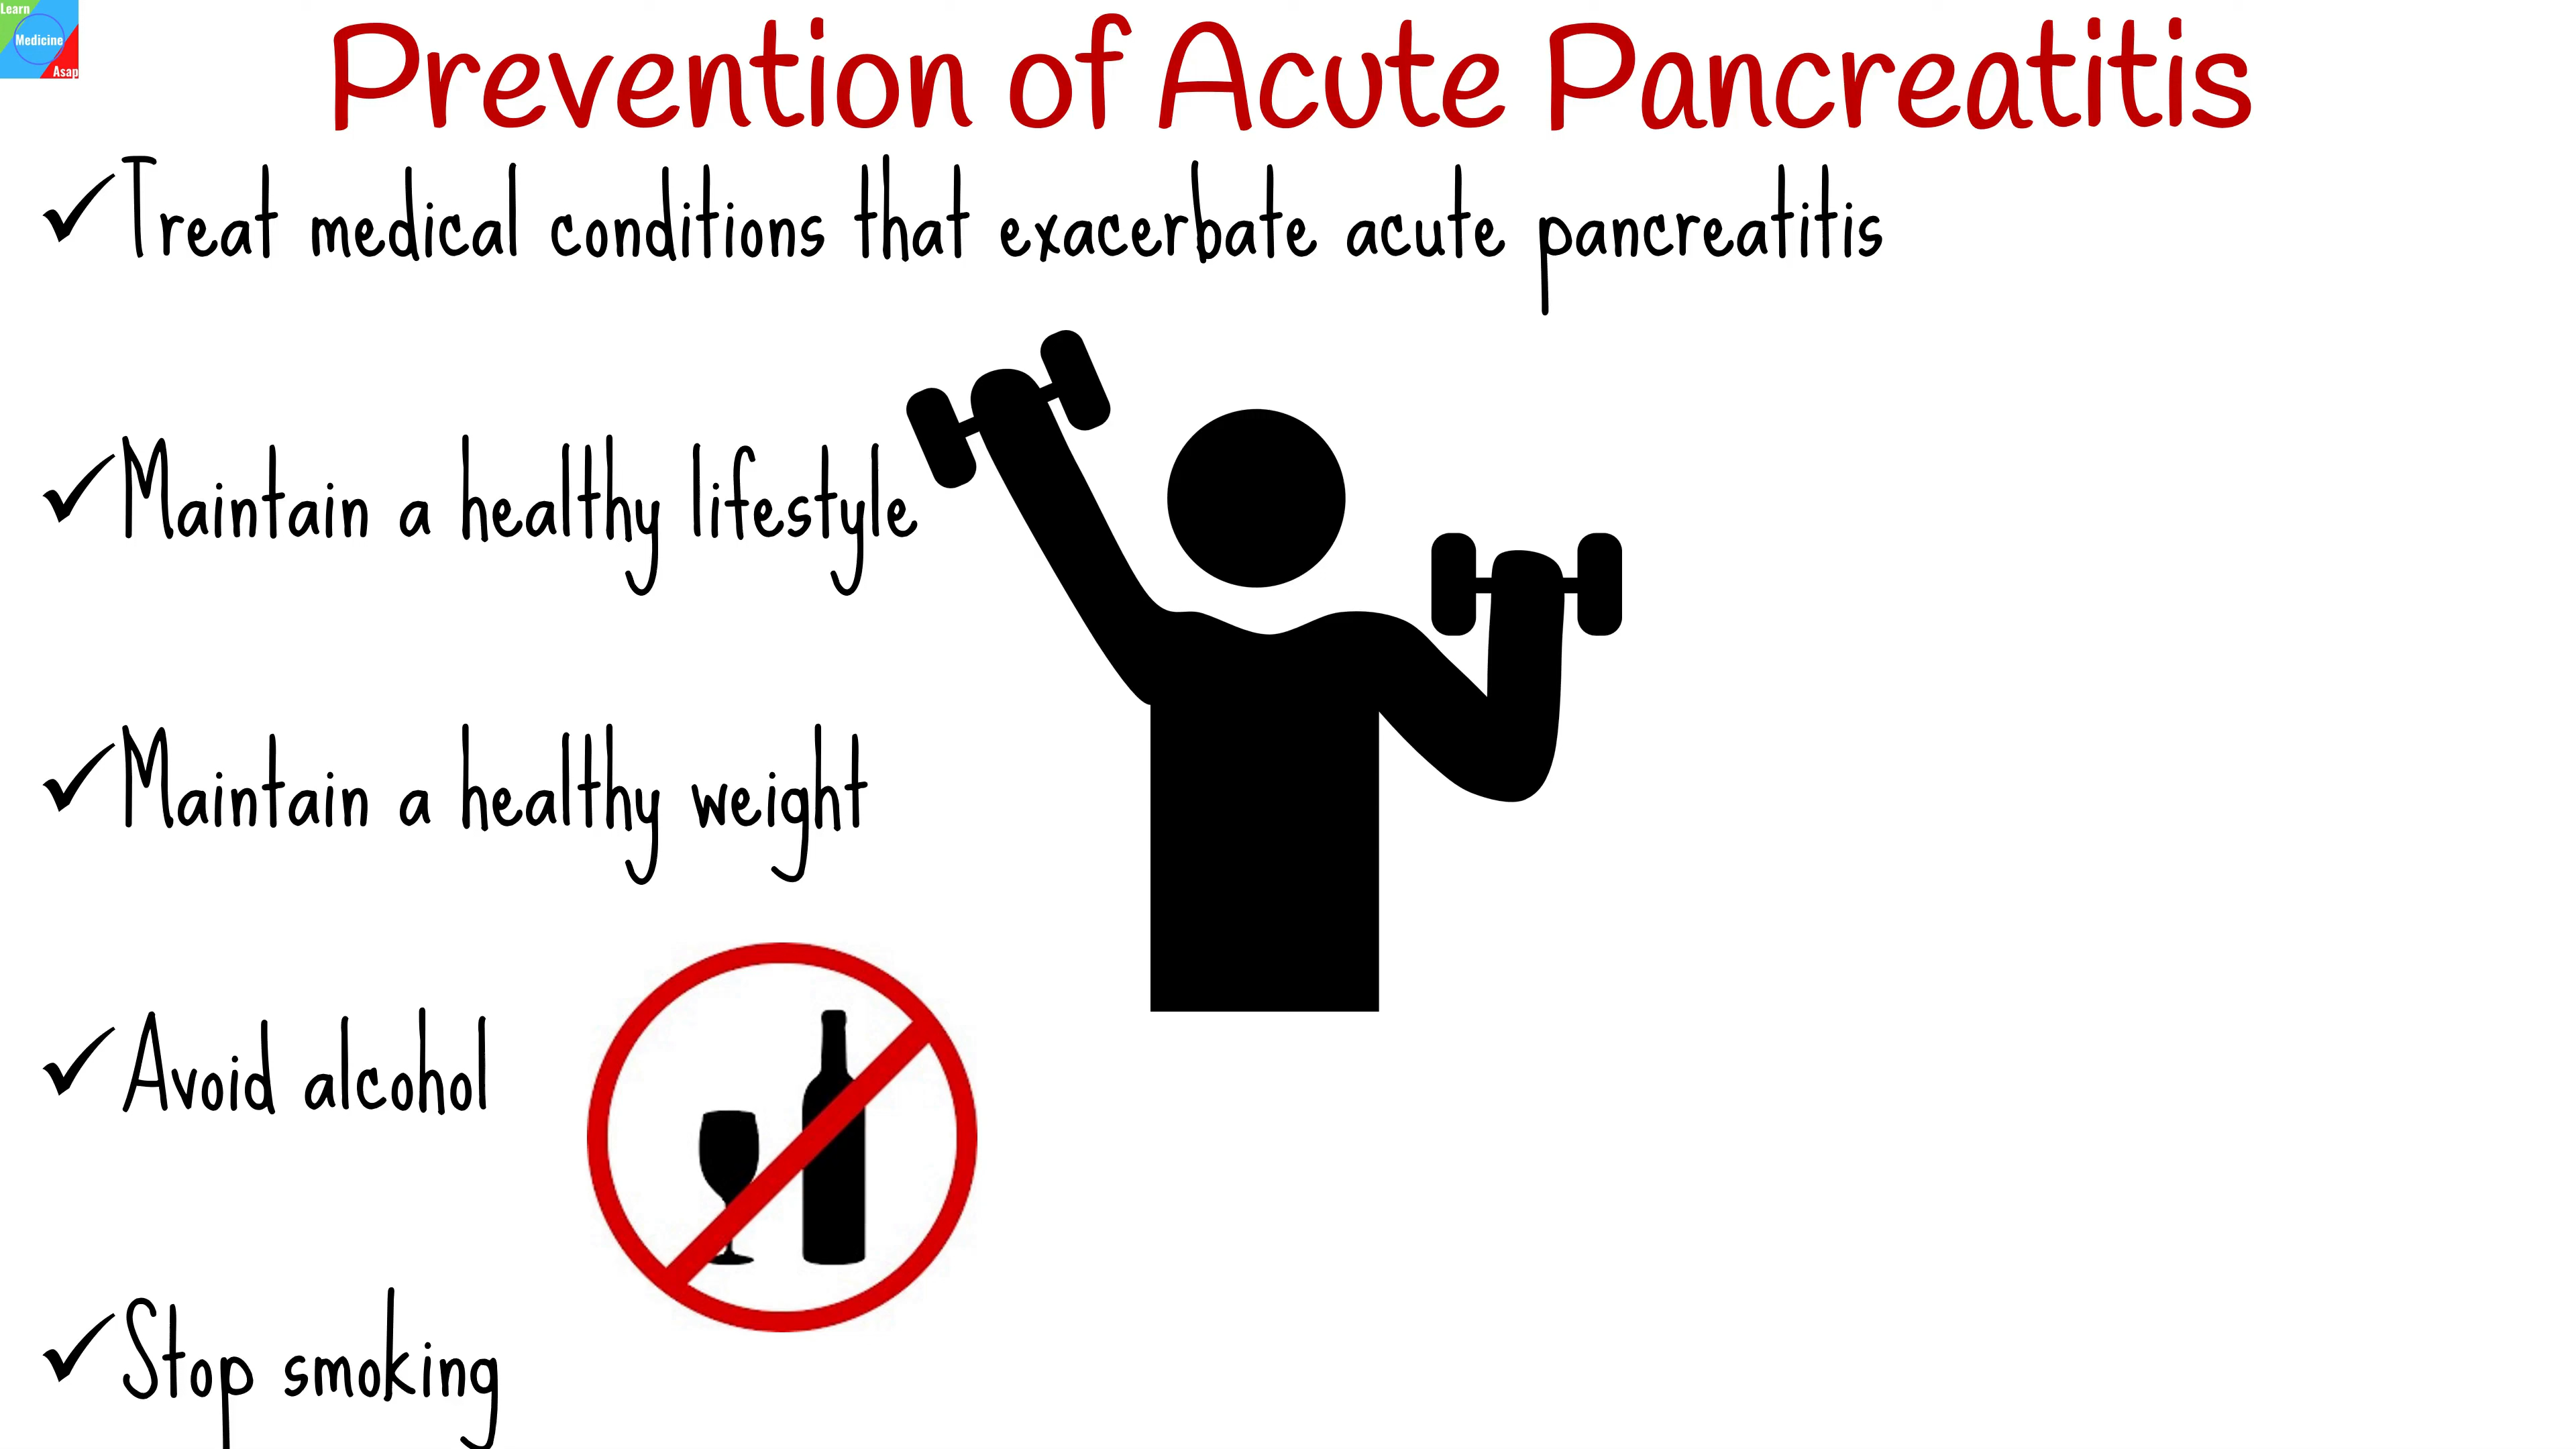 Learn
Medicine
Asap
Prevention of Acute Pancreatitis
✓Treat medical conditions that exacerbate acute pancreatitis
✓Maintain a healthy lifestyle
✓Maintain a healthy weight
✓Avoid alcohol
✓Stop smoking